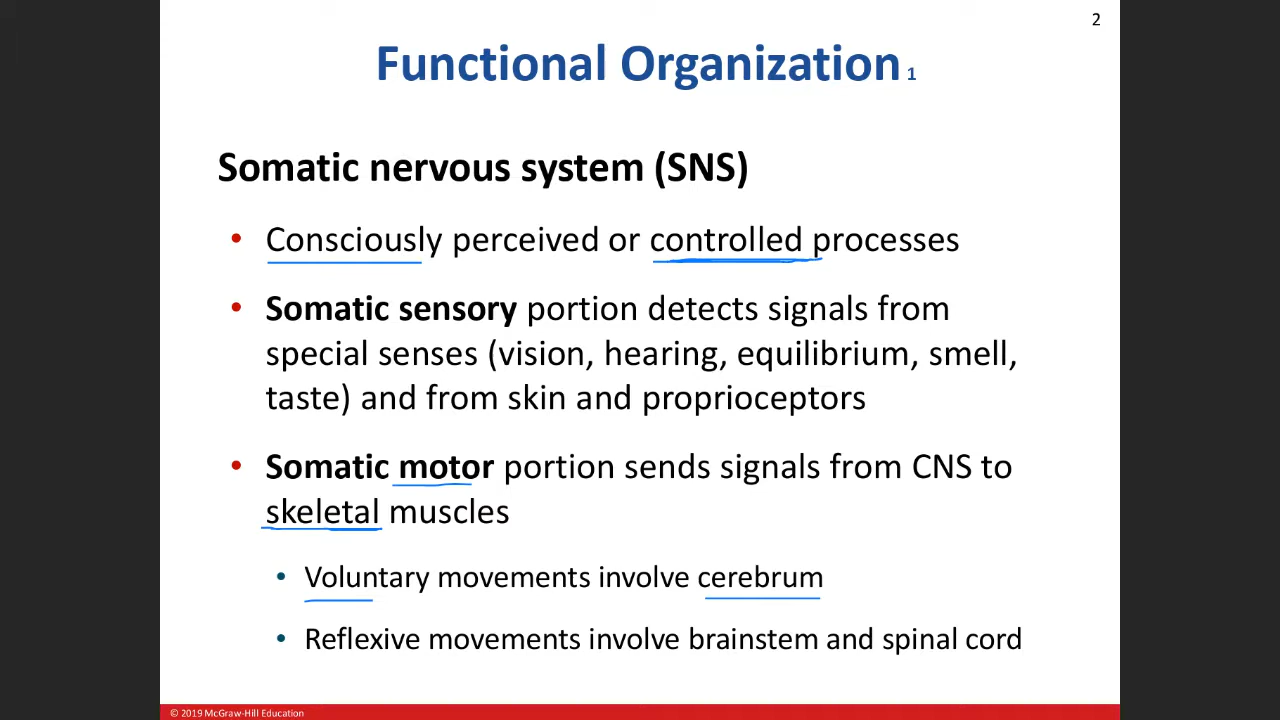 2
Functional Organization 1
Somatic nervous system (SNS)
• Consciously perceived or controlled processes
• Somatic sensory portion detects signals from
special senses (vision, hearing, equilibrium, smell,
taste) and from skin and proprioceptors
• Somatic motor portion sends signals from CNS to
skeletal muscles
• Voluntary movements involve cerebrum
• Reflexive movements involve brainstem and spinal cord
© 2019 McGraw-Hill Education